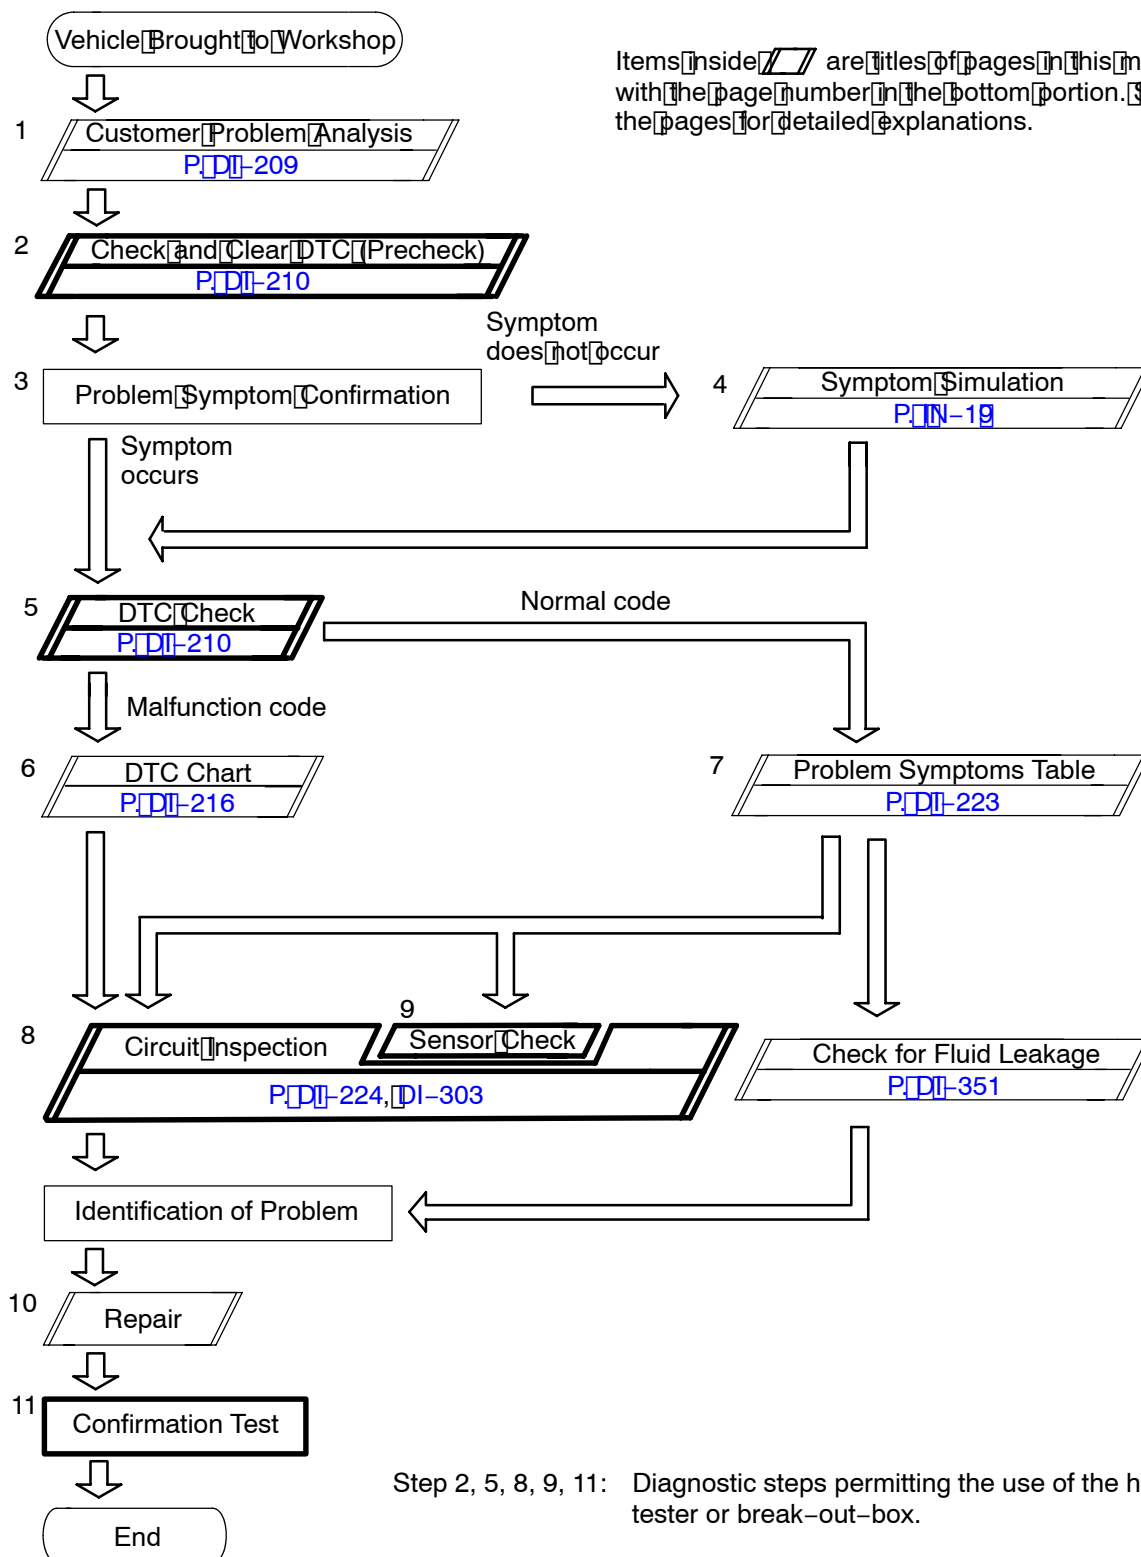 Vehicle Brought to Workshop
Items inside are titles of pages in this m
with the page number in the bottom portion. S
the pages for detailed explanations.
1
Customer Problem Analysis
P. DI-209
2
Check and Clear DTC (Precheck)
P. DI-210
Symptom
does not occur
3
Problem Symptom Confirmation
4
Symptom Simulation
P. IN-19
Symptom
occurs
5
DTC Check
P. DI-210
Normal code
Malfunction code
6
DTC Chart
P. DI-216
7
Problem Symptoms Table
P. DI-223
8
Circuit Inspection
9
Sensor Check
P. DI-224, DI-303
Check for Fluid Leakage
P. DI-351
Identification of Problem
10
Repair
11
Confirmation Test
Step 2, 5, 8, 9, 11: Diagnostic steps permitting the use of the h
tester or break-out-box.
End